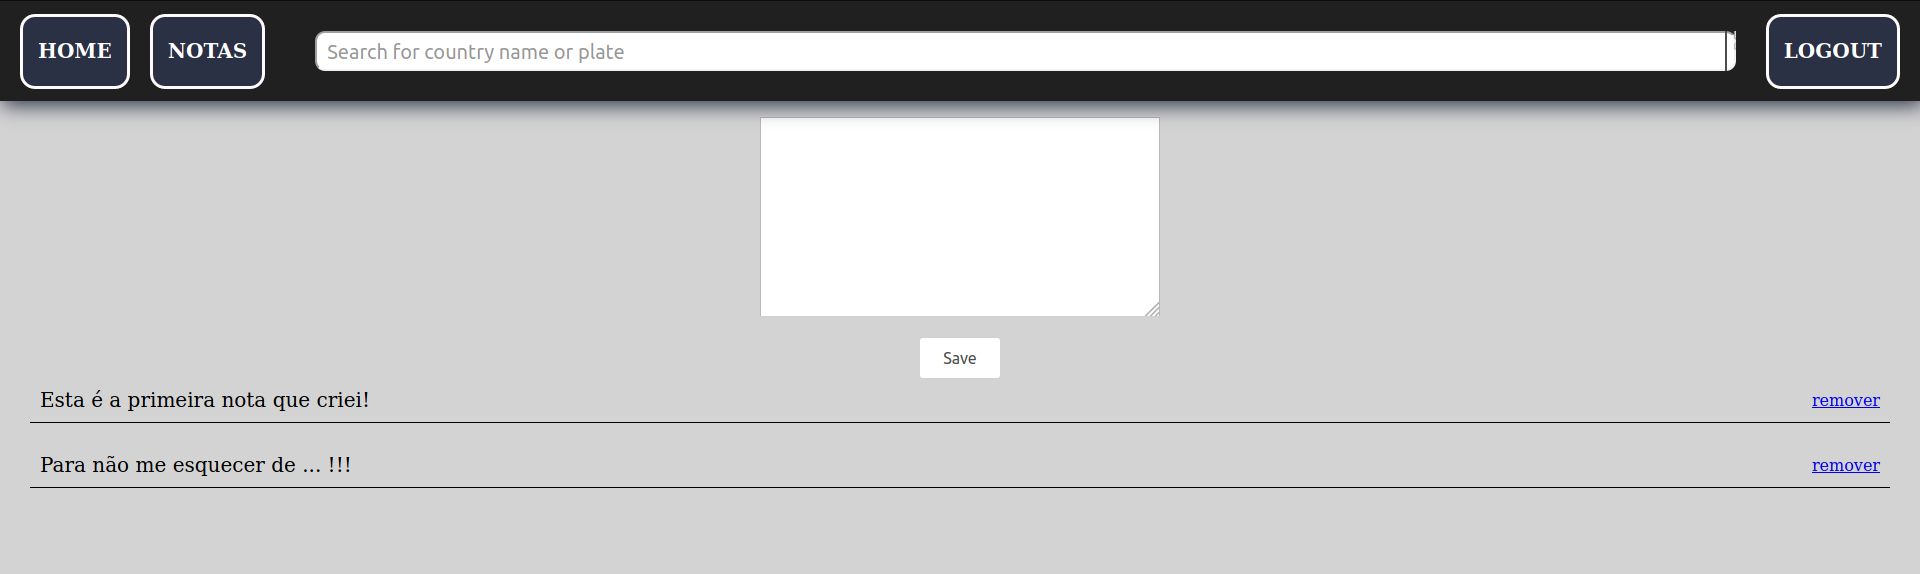 HOME NOTAS Search for country name or plate LOGOUT
Save
Esta é a primeira nota que criei! remover
Para não me esquecer de ... !!! remover